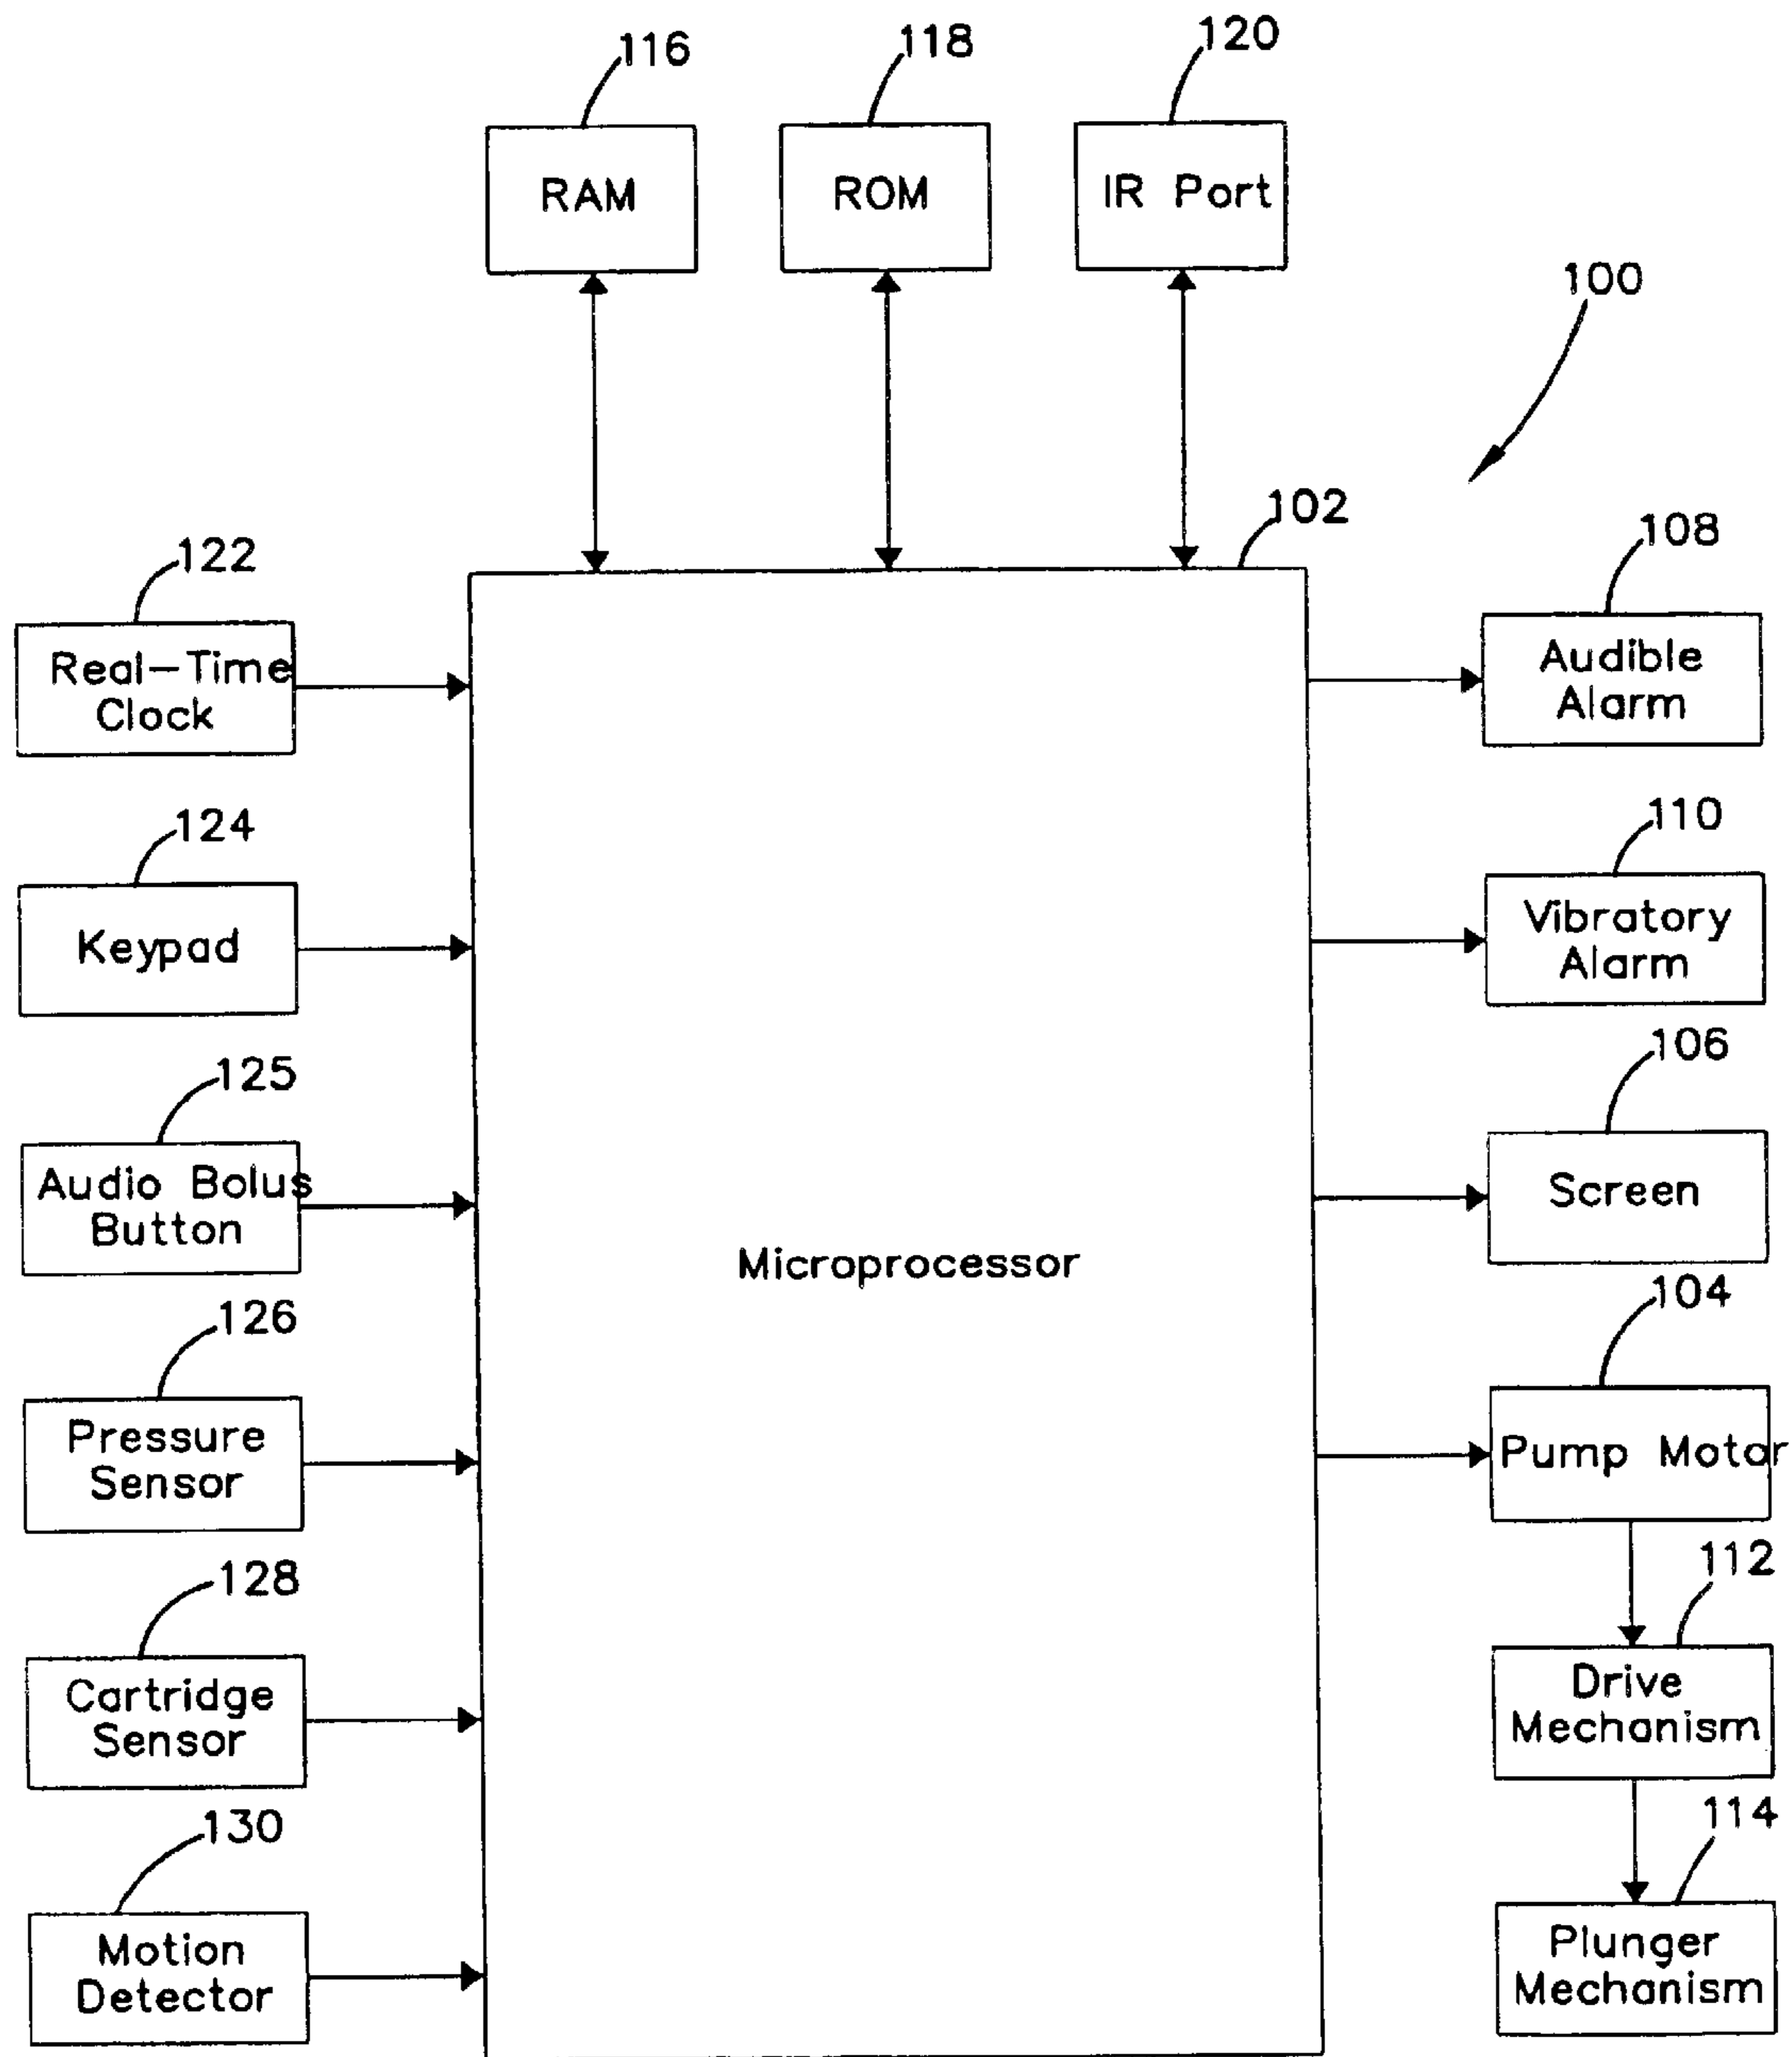 116
118
120
RAM
ROM
IR Port
100
102
122
108
Real-Time
Clock
Audible
Alarm
124
110
Keypad
Vibratory
Alarm
125
106
Audio Bolus
Button
Screen
Microprocessor
126
104
Pressure
Sensor
Pump Motor
128
112
Cartridge
Sensor
Drive
Mechanism
130
114
Motion
Detector
Plunger
Mechanism